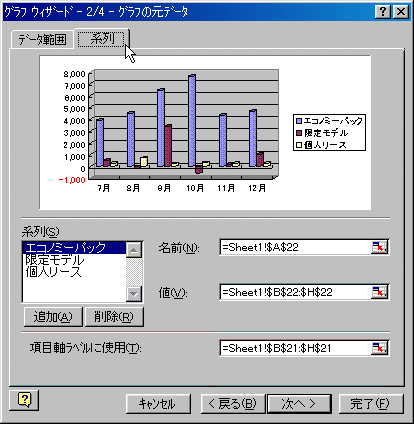 グラフ ウィザード - 2/4 - グラフの元データ
データ範囲
系列
8,000
7,000
6,000
5,000
4,000
3,000
2,000
1,000
0
-1,000
7月
8月
9月
10月
11月
12月
エコノミーパック
限定モデル
個人リース
系列(S)
エコノミーパック
限定モデル
個人リース
名前(N):
=Sheet1!$A$22
値(V):
=Sheet1!$B$22:$H$22
追加(A)
削除(R)
項目軸ラベルに使用(T):
=Sheet1!$B$21:$H$21
キャンセル
< 戻る(B)
次へ >
完了(F)